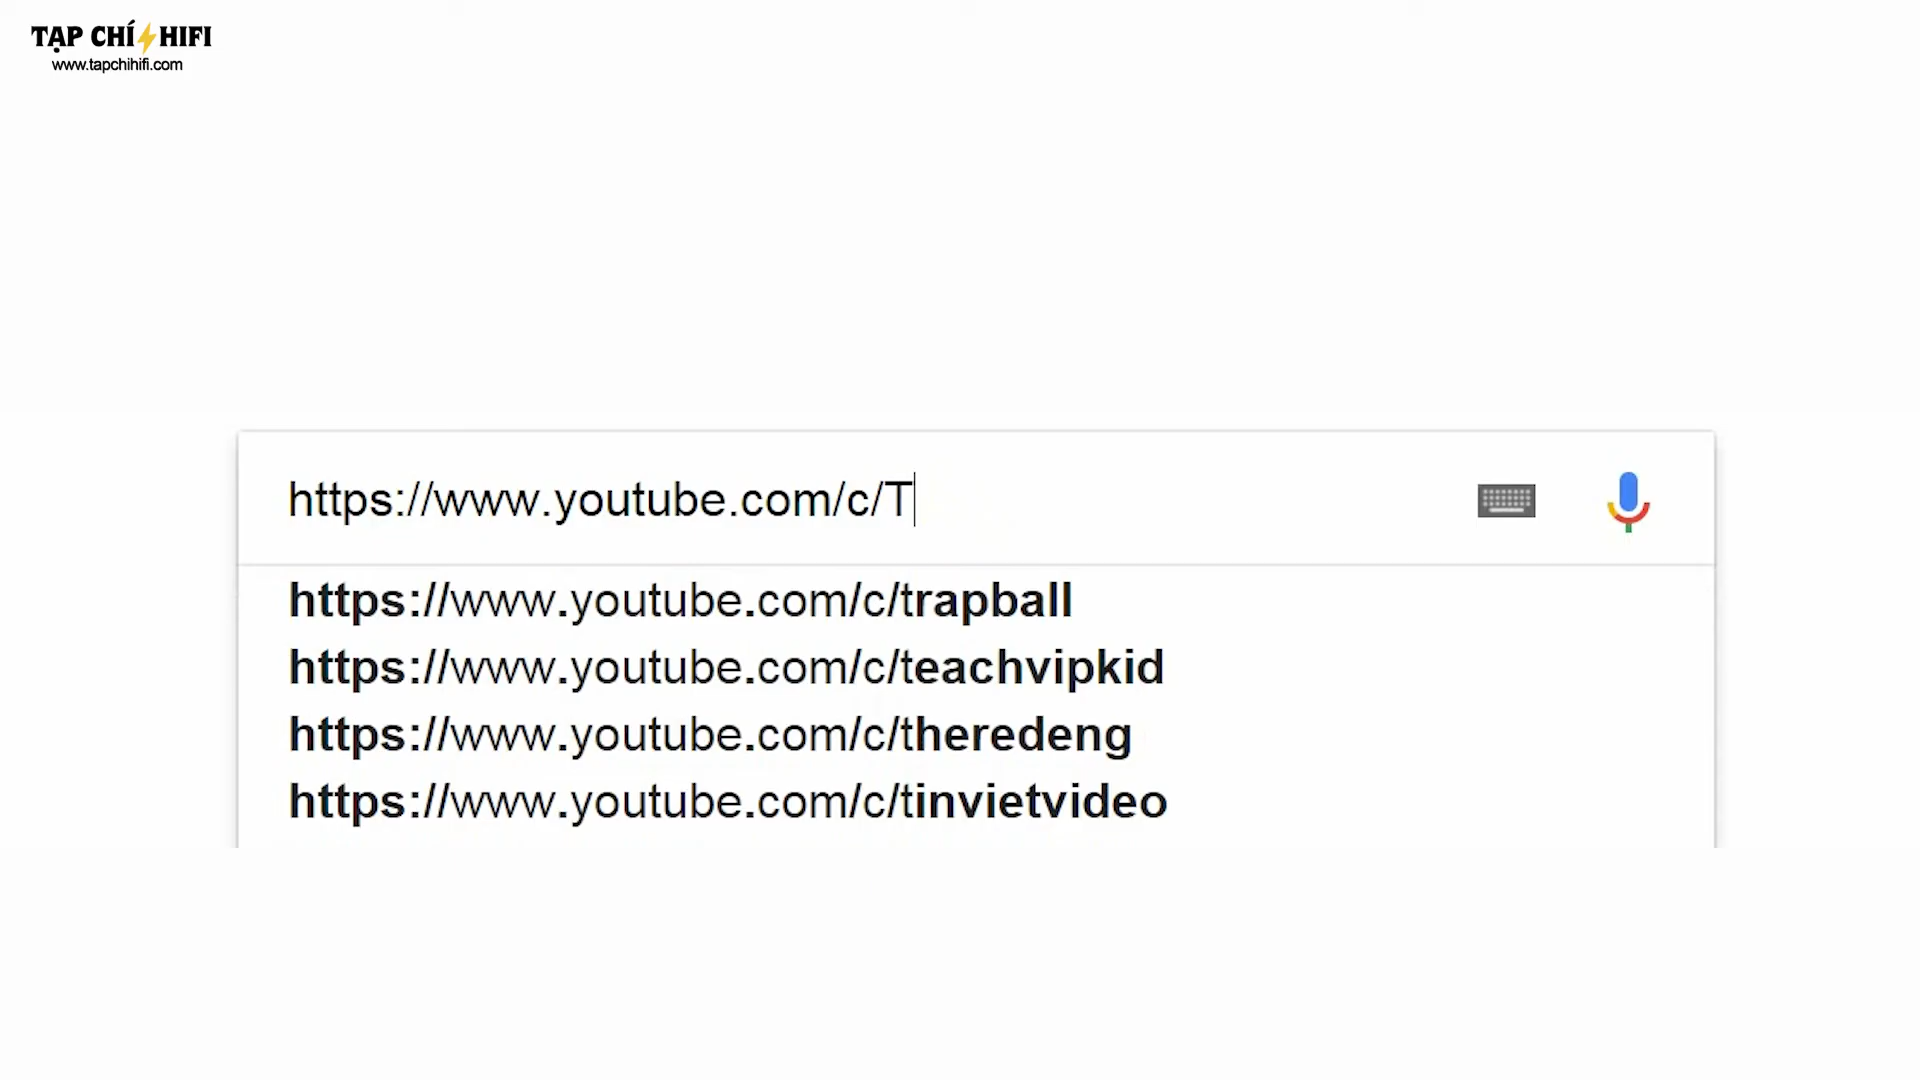 TẠP CHÍ HIFI
www.tapchihifi.com
https://www.youtube.com/c/T
https://www.youtube.com/c/trapball
https://www.youtube.com/c/teachvipkid
https://www.youtube.com/c/theredeng
https://www.youtube.com/c/tinvietvideo